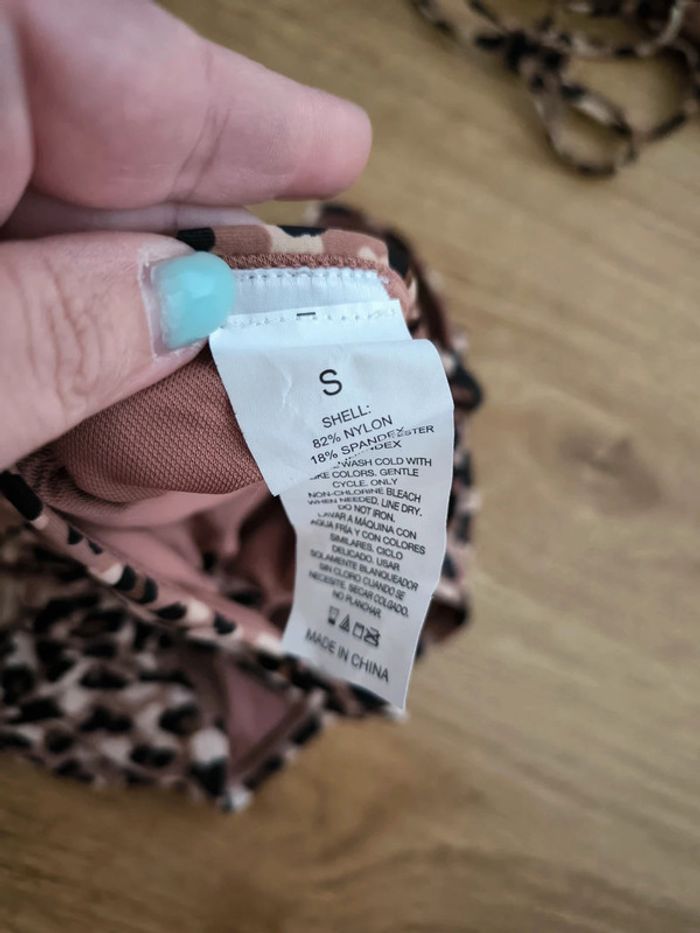 S
SHELL:
82% NYLON
18% SPANDEX
ESTER
DEX
WASH COLD WITH
LIKE COLORS. GENTLE
CYCLE. ONLY
NON-CHLORINE BLEACH
WHEN NEEDED. LINE DRY.
DO NOT IRON.
LAVAR A MÁQUINA CON
AGUA FRÍA Y CON COLORES
SIMILARES. CICLO
DELICADO. USAR
SOLAMENTE BLANQUEADOR
SIN CLORO CUANDO SE
NECESITE. SECAR COLGADO.
NO PLANCHAR.
MADE IN CHINA